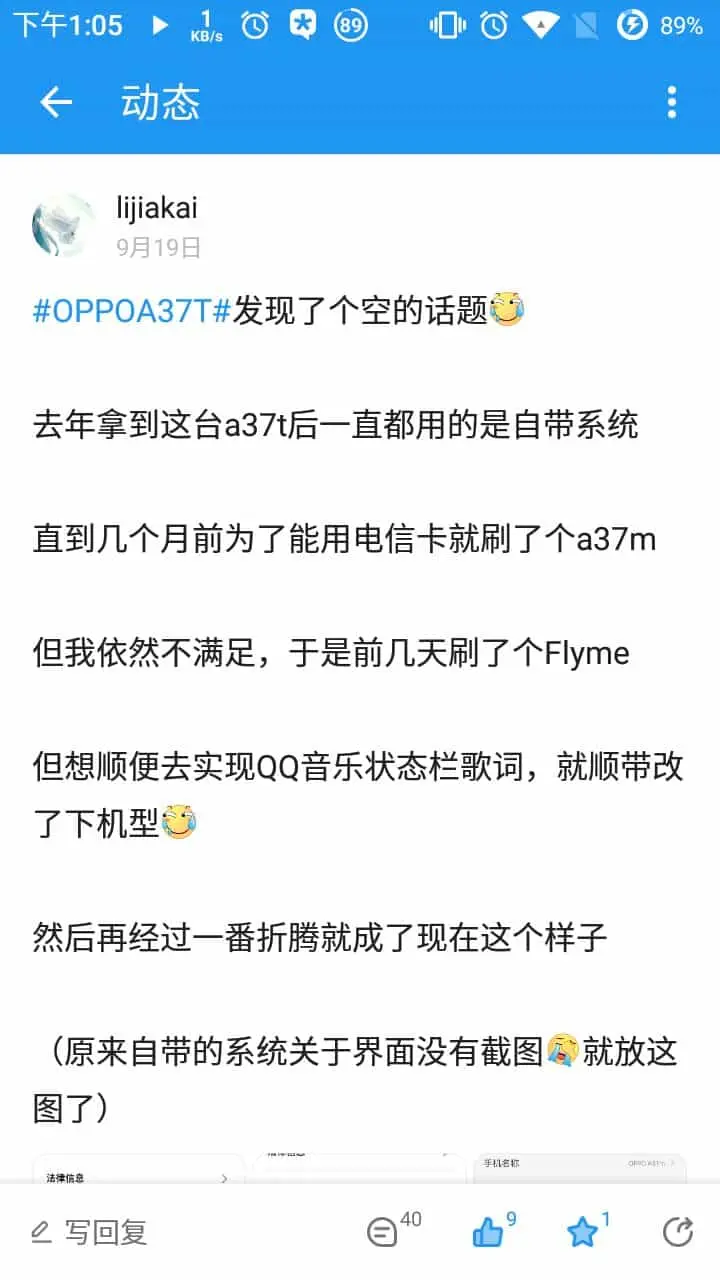 下午1:05
1
KB/s
89
89%
动态
lijiakai
9月19日
#OPPOA37T#发现了个空的话题
去年拿到这台a37t后一直都用的是自带系统
直到几个月前为了能用电信卡就刷了个a37m
但我依然不满足，于是前几天刷了个Flyme
但想顺便去实现QQ音乐状态栏歌词，就顺带改
了下机型
然后再经过一番折腾就成了现在这个样子
（原来自带的系统关于界面没有截图就放这
图了）
法律信息
手机名称
写回复
40
9
1